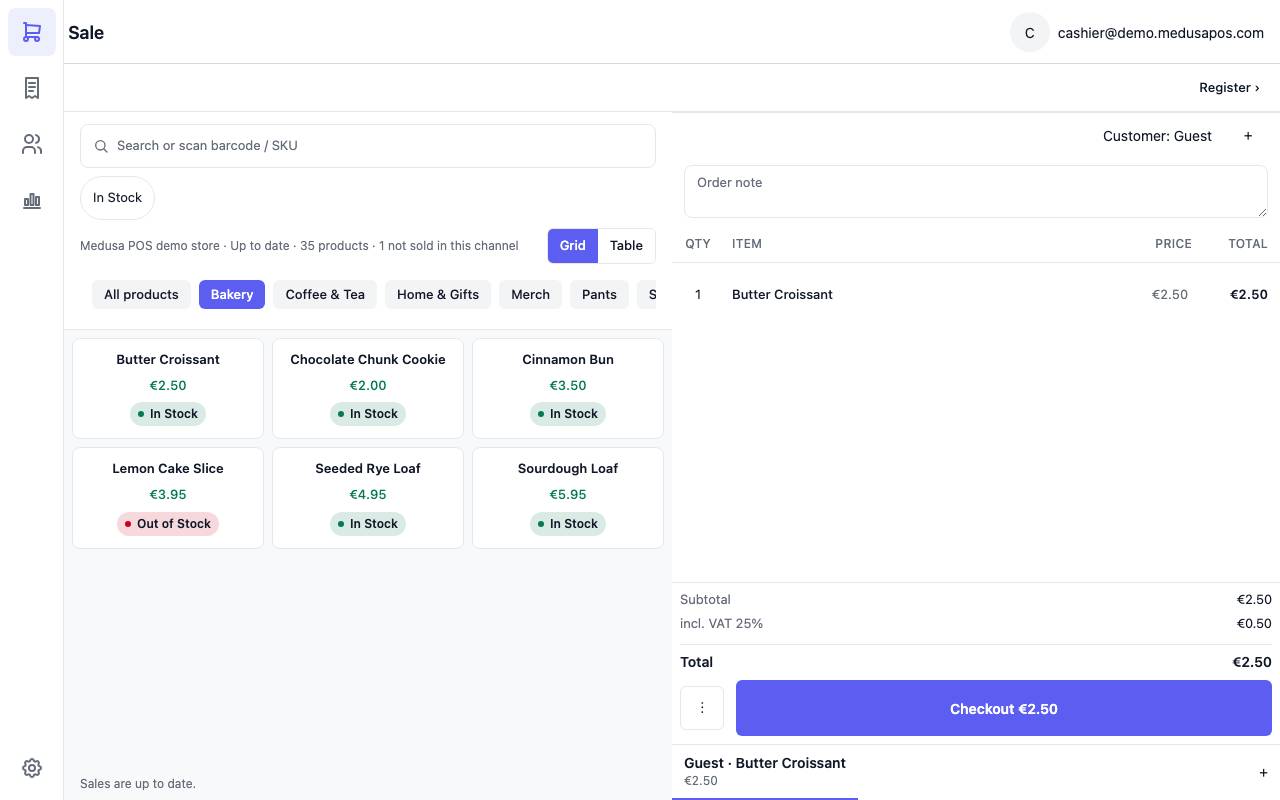 Sale
C
cashier@demo.medusapos.com
Register ›
Search or scan barcode / SKU
In Stock
Medusa POS demo store · Up to date · 35 products · 1 not sold in this channel
Grid
Table
All products
Bakery
Coffee & Tea
Home & Gifts
Merch
Pants
S
Butter Croissant
€2.50
In Stock
Chocolate Chunk Cookie
€2.00
In Stock
Cinnamon Bun
€3.50
In Stock
Lemon Cake Slice
€3.95
Out of Stock
Seeded Rye Loaf
€4.95
In Stock
Sourdough Loaf
€5.95
In Stock
Sales are up to date.
Customer: Guest
+
Order note
QTY ITEM PRICE TOTAL
1 Butter Croissant €2.50 €2.50
Subtotal €2.50
incl. VAT 25% €0.50
Total €2.50
⋮
Checkout €2.50
Guest · Butter Croissant
€2.50
+